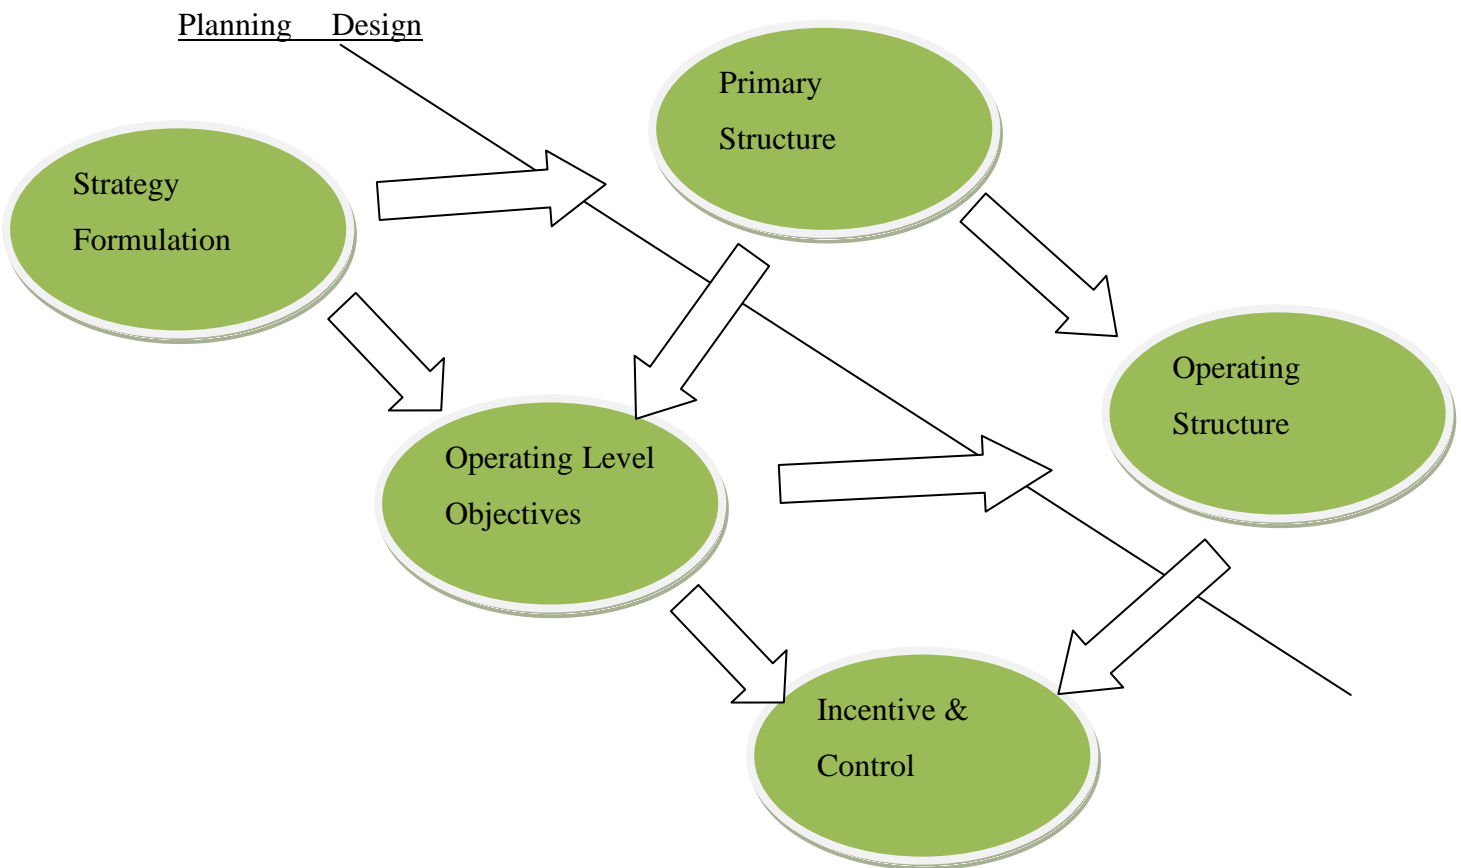 Planning Design
Primary
Structure
Strategy
Formulation
Operating
Structure
Operating Level
Objectives
Incentive &
Control